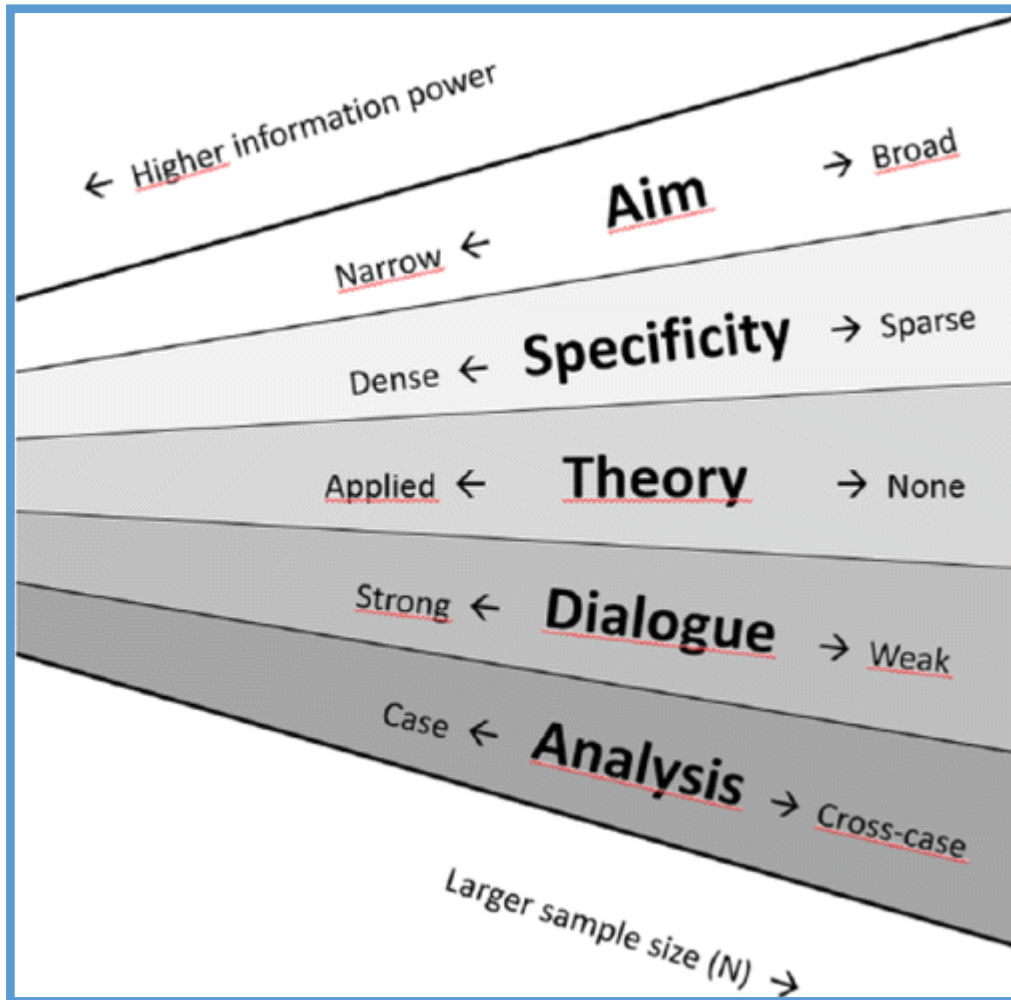 ← Higher information power
Narrow ← Aim → Broad
Dense ← Specificity → Sparse
Applied ← Theory → None
Strong ← Dialogue → Weak
Case ← Analysis → Cross-case
Larger sample size (N) →